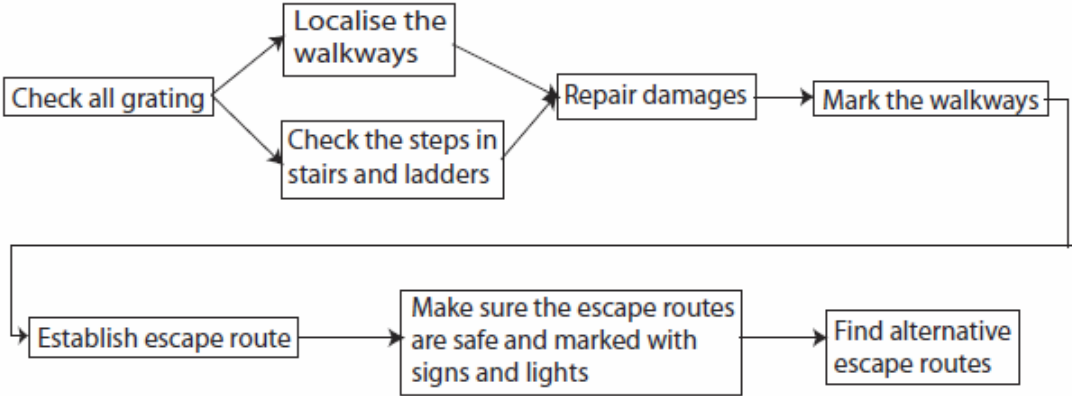 Check all grating
Localise the
walkways
Check the steps in
stairs and ladders
Repair damages
Mark the walkways
Establish escape route
Make sure the escape routes
are safe and marked with
signs and lights
Find alternative
escape routes